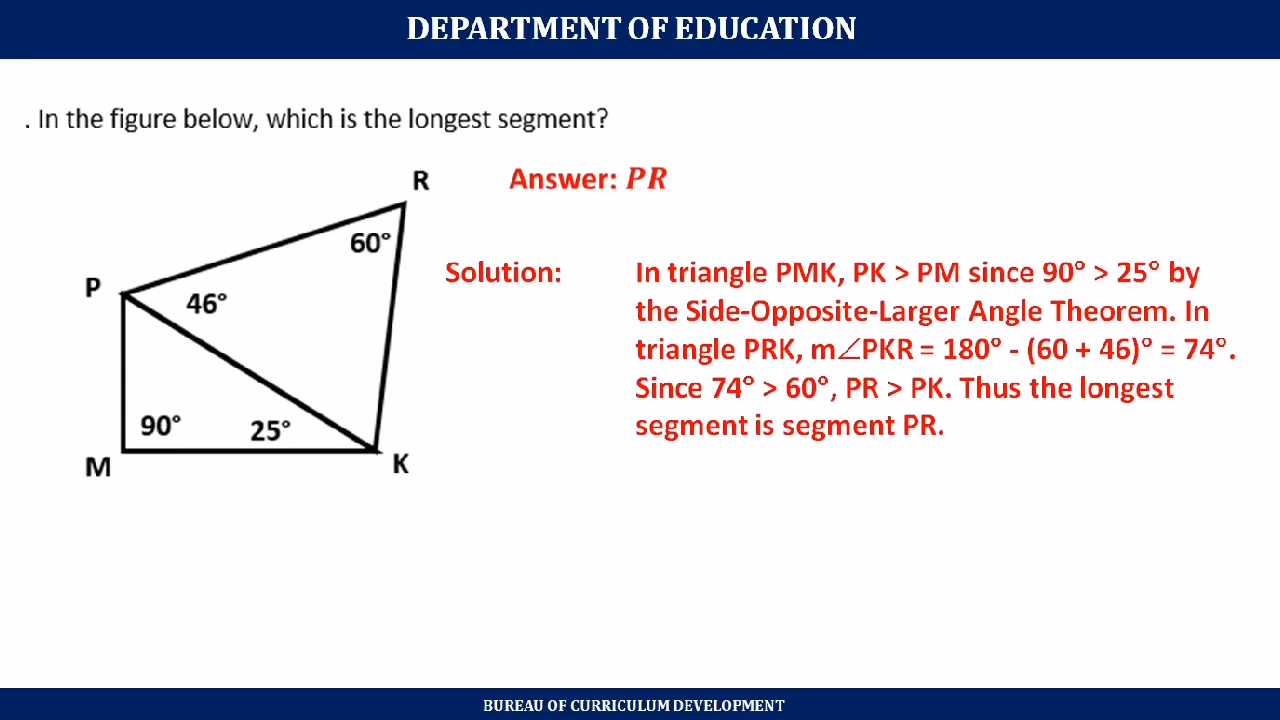 DEPARTMENT OF EDUCATION
. In the figure below, which is the longest segment?
Answer: PR
R
60°
P
46°
90°
25°
M
K
Solution:
In triangle PMK, PK > PM since 90° > 25° by
the Side-Opposite-Larger Angle Theorem. In
triangle PRK, m∠PKR = 180° - (60 + 46)° = 74°.
Since 74° > 60°, PR > PK. Thus the longest
segment is segment PR.
BUREAU OF CURRICULUM DEVELOPMENT